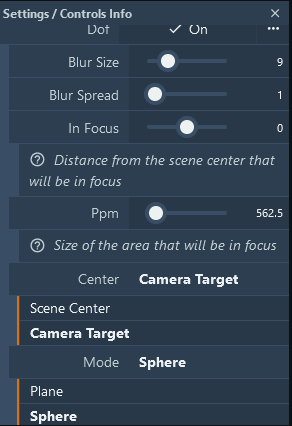 Settings / Controls Info ×
Dof ✓ On ...
Blur Size 9
Blur Spread 1
In Focus 0
Distance from the scene center that
will be in focus
Ppm 562.5
Size of the area that will be in focus
Center Camera Target
Scene Center
Camera Target
Mode Sphere
Plane
Sphere